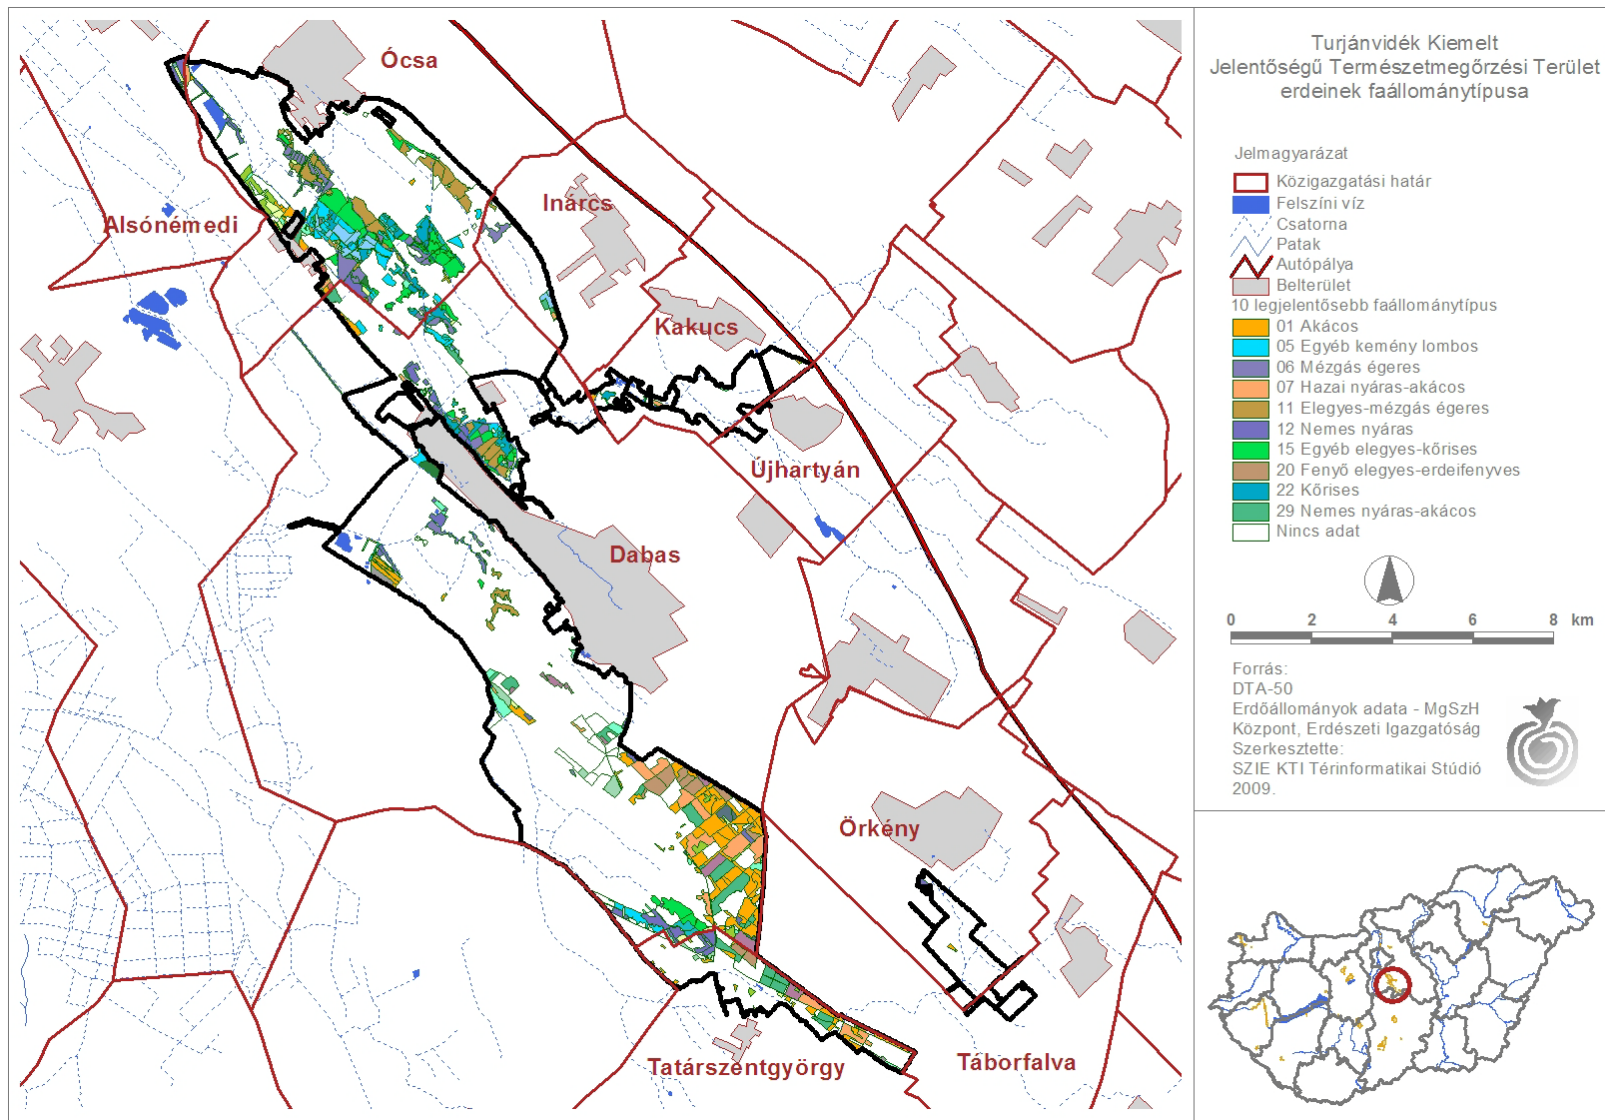 Turjánvidék Kiemelt
Jelentőségű Természetmegőrzési Terület
erdeinek faállománytípusa
Jelmagyarázat
Közigazgatási határ
Felszíni víz
Csatorna
Patak
Autópálya
Belterület
10 legjelentősebb faállománytípus
01 Akácos
05 Egyéb kemény lombos
06 Mézgás égeres
07 Hazai nyáras-akácos
11 Elegyes-mézgás égeres
12 Nemes nyáras
15 Egyéb elegyes-kőrises
20 Fenyő elegyes-erdeifenyves
22 Kőrises
29 Nemes nyáras-akácos
Nincs adat
0 2 4 6 8 km
Forrás:
DTA-50
Erdőállományok adata - MgSzH
Központ, Erdészeti Igazgatóság
Szerkesztette:
SZIE KTI Térinformatikai Stúdió
2009.
Ócsa
Inárcs
Alsónémedi
Kakucs
Újhartyán
Dabas
Örkény
Tatárszentgyörgy
Táborfalva